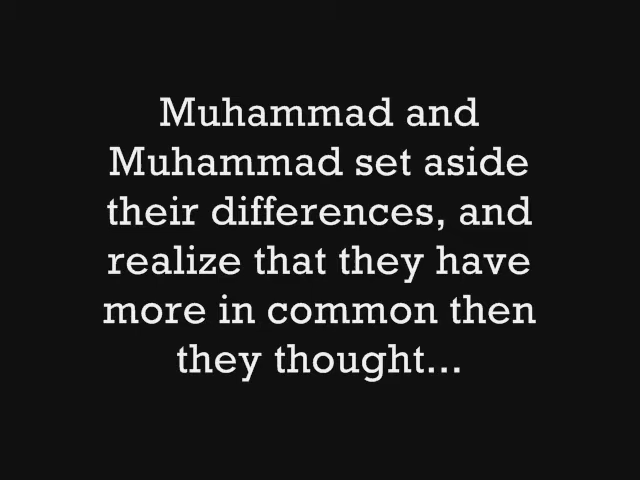 Muhammad and
Muhammad set aside
their differences, and
realize that they have
more in common then
they thought...